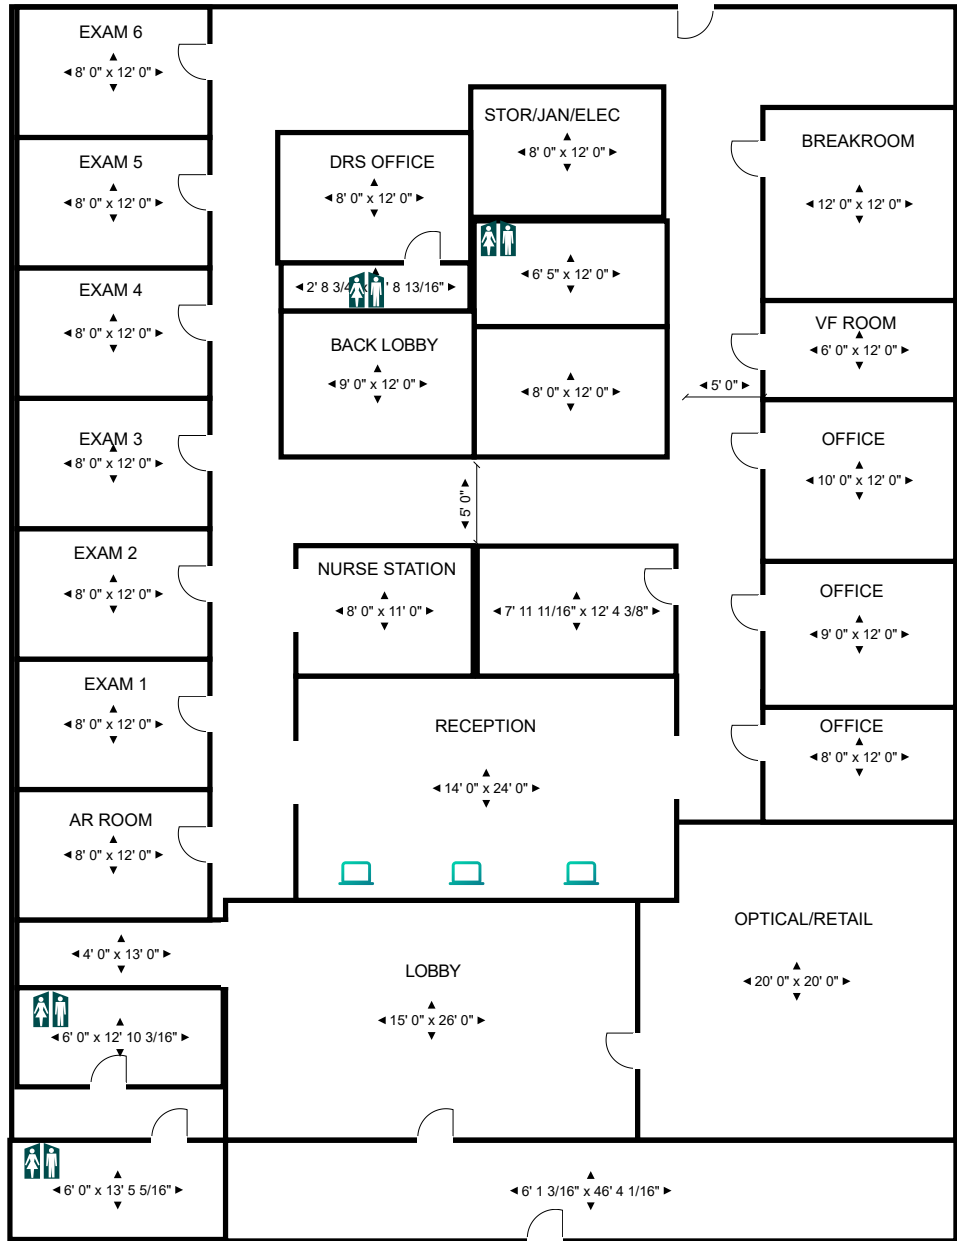 EXAM 6
8' 0" x 12' 0"
STOR/JAN/ELEC
8' 0" x 12' 0"
BREAKROOM
12' 0" x 12' 0"
EXAM 5
8' 0" x 12' 0"
DRS OFFICE
8' 0" x 12' 0"
6' 5" x 12' 0"
EXAM 4
8' 0" x 12' 0"
2' 8 3/4" x ' 8 13/16"
VF ROOM
6' 0" x 12' 0"
BACK LOBBY
9' 0" x 12' 0"
8' 0" x 12' 0"
5' 0"
EXAM 3
8' 0" x 12' 0"
OFFICE
10' 0" x 12' 0"
5' 0"
EXAM 2
8' 0" x 12' 0"
NURSE STATION
8' 0" x 11' 0"
7' 11 11/16" x 12' 4 3/8"
OFFICE
9' 0" x 12' 0"
EXAM 1
8' 0" x 12' 0"
RECEPTION
14' 0" x 24' 0"
OFFICE
8' 0" x 12' 0"
AR ROOM
8' 0" x 12' 0"
4' 0" x 13' 0"
LOBBY
15' 0" x 26' 0"
OPTICAL/RETAIL
20' 0" x 20' 0"
6' 0" x 12' 10 3/16"
6' 0" x 13' 5 5/16"
6' 1 3/16" x 46' 4 1/16"